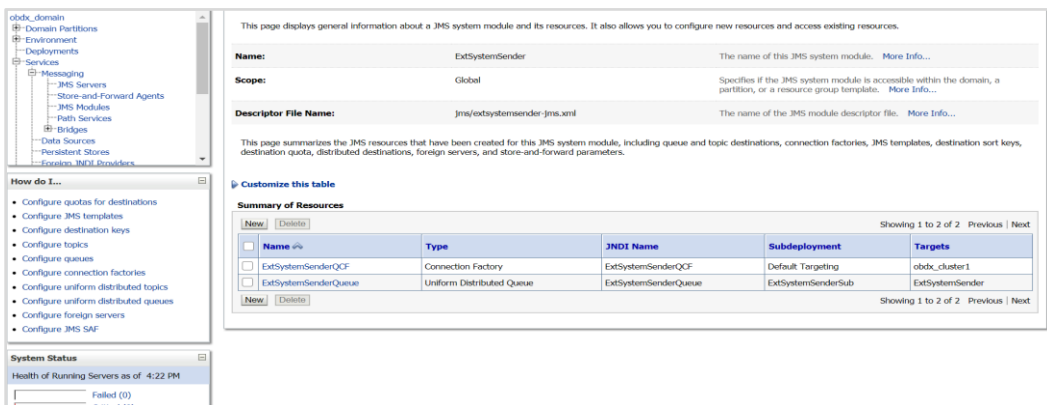 obdx_domain
Domain Partitions
Environment
Deployments
Services
Messaging
JMS Servers
Store-and-Forward Agents
JMS Modules
Path Services
Bridges
Data Sources
Persistent Stores
Foreign JNDI Providers
How do I...
Configure quotas for destinations
Configure JMS templates
Configure destination keys
Configure topics
Configure queues
Configure connection factories
Configure uniform distributed topics
Configure uniform distributed queues
Configure foreign servers
Configure JMS SAF
System Status
Health of Running Servers as of 4:22 PM
Failed (0)
This page displays general information about a JMS system module and its resources. It also allows you to configure new resources and access existing resources.
Name: ExtSystemSender The name of this JMS system module. More Info...
Scope: Global Specifies if the JMS system module is accessible within the domain, a
partition, or a resource group template. More Info...
Descriptor File Name: jms/extsystemsender-jms.xml The name of the JMS module descriptor file. More Info...
This page summarizes the JMS resources that have been created for this JMS system module, including queue and topic destinations, connection factories, JMS templates, destination sort keys,
destination quota, distributed destinations, foreign servers, and store-and-forward parameters.
Customize this table
Summary of Resources
New Delete Showing 1 to 2 of 2 Previous | Next
Name Type JNDI Name Subdeployment Targets
ExtSystemSenderQCF Connection Factory ExtSystemSenderQCF Default Targeting obdx_cluster1
ExtSystemSenderQueue Uniform Distributed Queue ExtSystemSenderQueue ExtSystemSenderSub ExtSystemSender
New Delete Showing 1 to 2 of 2 Previous | Next